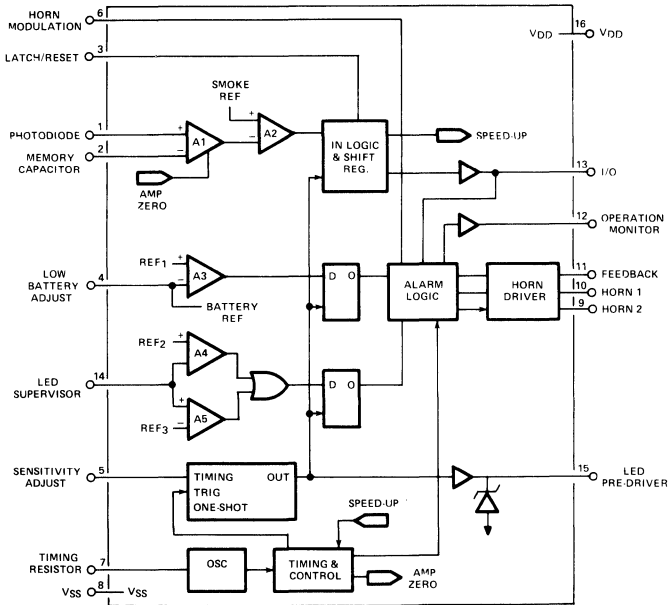 HORN
MODULATION
6
LATCH/RESET
3
16
VDD
VDD
SMOKE
REF
PHOTODIODE
1
MEMORY
CAPACITOR
2
+
−
A1
+
−
A2
AMP
ZERO
IN LOGIC
& SHIFT
REG.
SPEED-UP
13
I/O
12
OPERATION
MONITOR
LOW
BATTERY
ADJUST
4
REF1
+
−
A3
BATTERY
REF
D O
ALARM
LOGIC
HORN
DRIVER
11
FEEDBACK
10
HORN 1
9
HORN 2
LED
SUPERVISOR
14
REF2
+
−
A4
+
−
A5
REF3
D O
SENSITIVITY
ADJUST
5
TIMING OUT
TRIG
ONE-SHOT
15
LED
PRE-DRIVER
SPEED-UP
TIMING
RESISTOR
7
OSC
TIMING &
CONTROL
AMP
ZERO
VSS
8
VSS